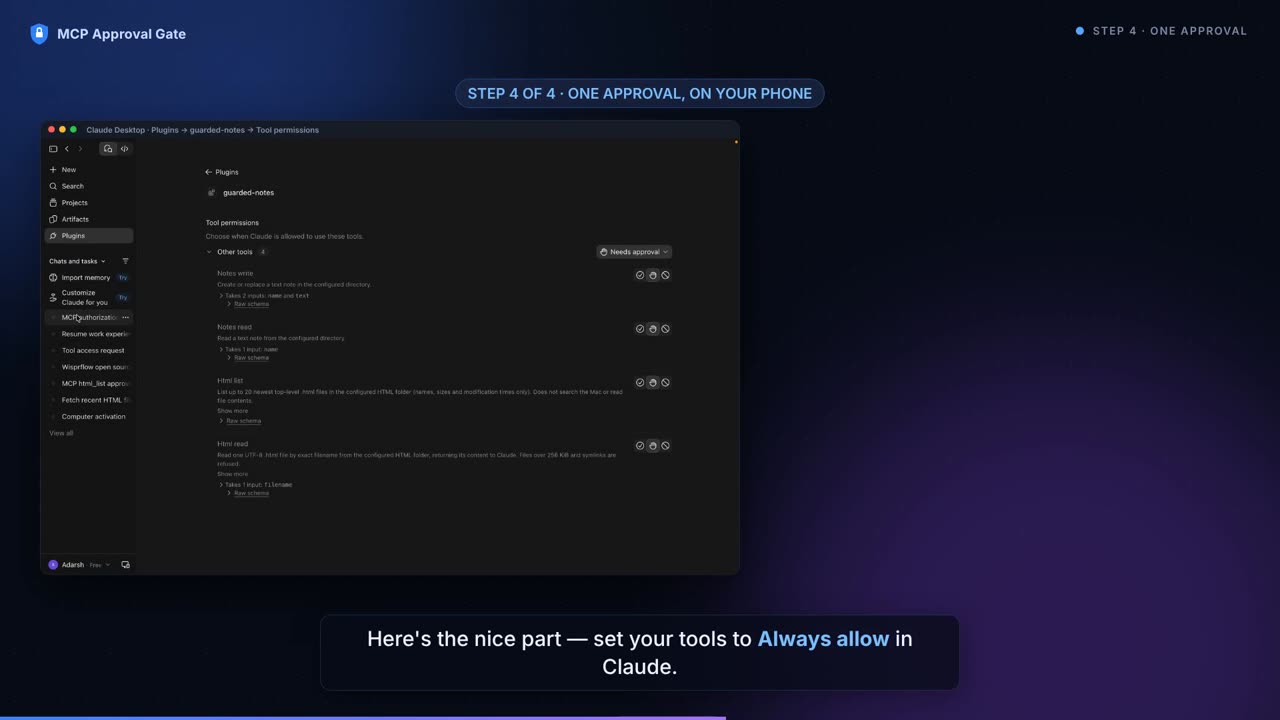 MCP Approval Gate
STEP 4 · ONE APPROVAL
STEP 4 OF 4 · ONE APPROVAL, ON YOUR PHONE
Claude Desktop · Plugins → guarded-notes → Tool permissions
New
Search
Projects
Artifacts
Plugins
Chats and tasks
Import memory Try
Customize
Claude for you Try
Resume work experie
Tool access request
Wisprflow open sour
MCP html_list approv
Fetch recent HTML fi
Computer activation
View all
Adarsh · Free
Plugins
guarded-notes
Tool permissions
Choose when Claude is allowed to use these tools.
Other tools 4
Needs approval
Notes write
Create or replace a text note in the configured directory.
Takes 2 inputs: name and text
Raw schema
Notes read
Read a text note from the configured directory.
Takes 1 input: name
Raw schema
Html list
List up to 20 newest top-level .html files in the configured HTML folder (names, sizes and modification times only). Does not search the Mac or read
file contents.
Show more
Raw schema
Html read
Read one UTF-8 .html file by exact filename from the configured HTML folder, returning its content to Claude. Files over 256 KiB and symlinks are
refused.
Show more
Takes 1 input: filename
Raw schema
Here's the nice part — set your tools to Always allow in
Claude.